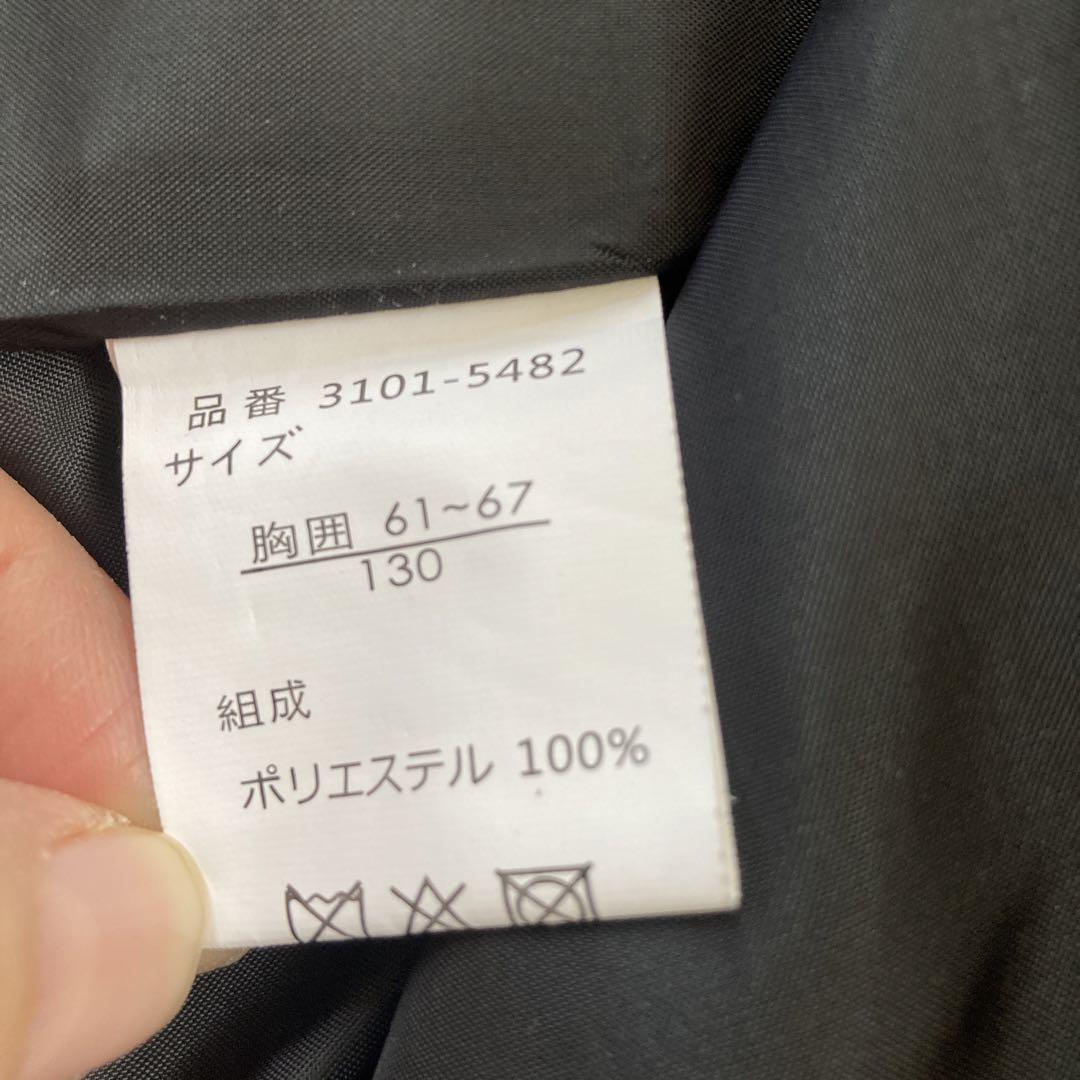 品番 3101-5482
サイズ
胸囲 61~67
130
組成
ポリエステル 100%